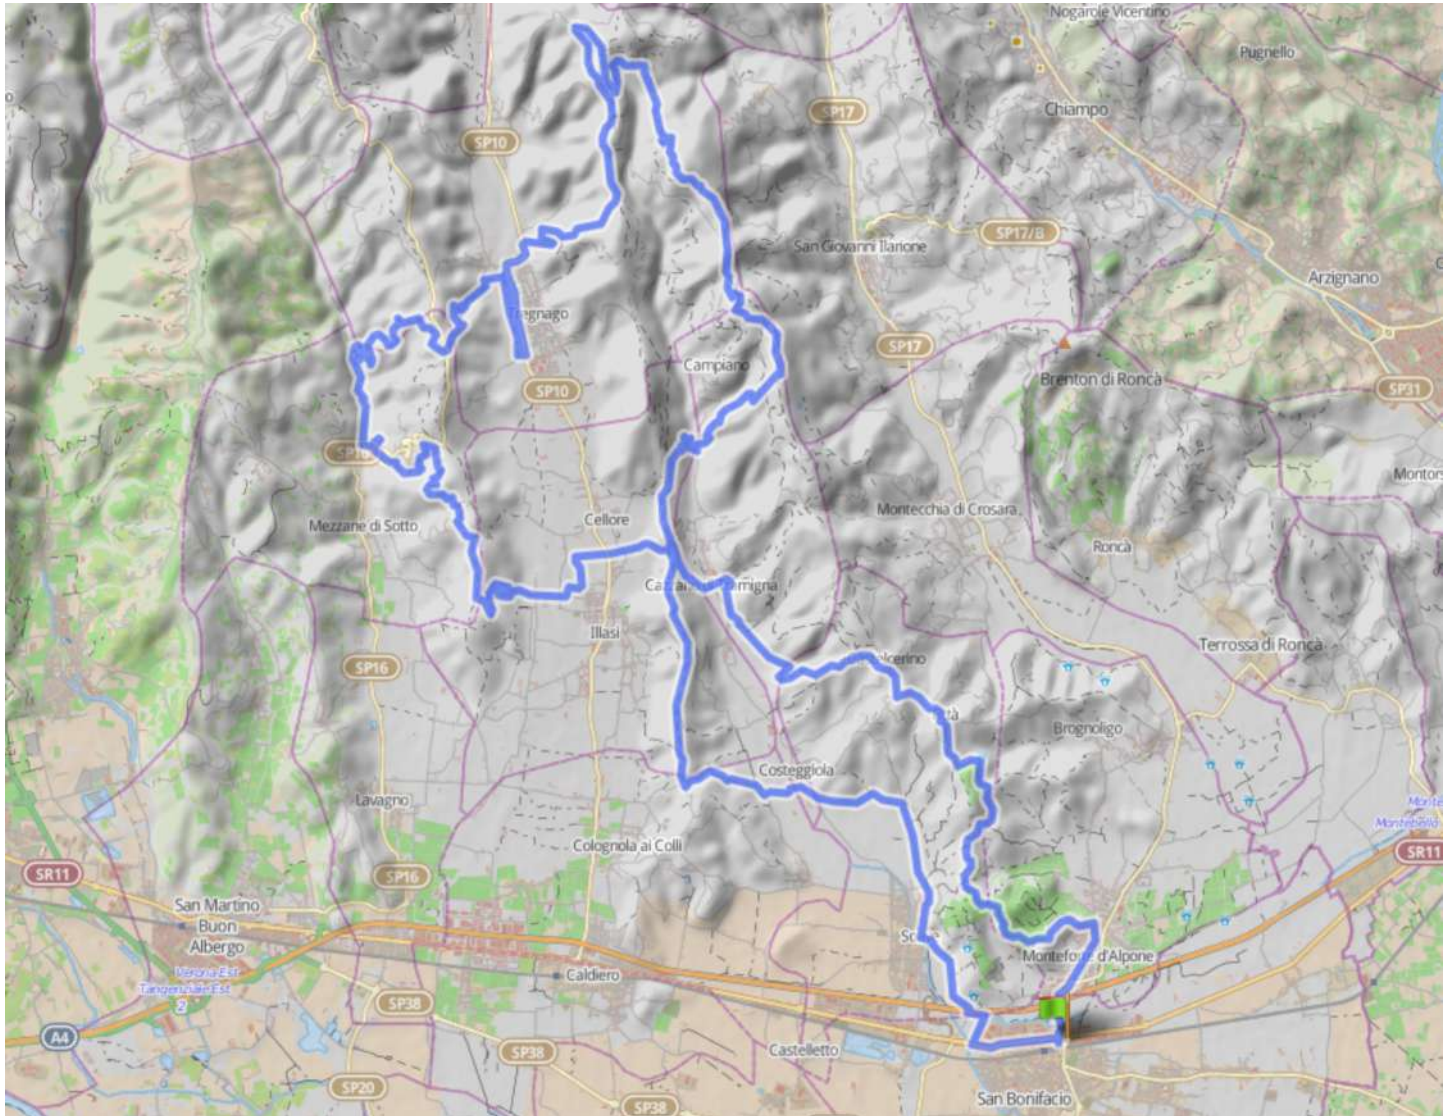 Nogarole Vicentino
Pugnello
Chiampo
SP17
SP10
SP17/B
San Giovanni Ilarione
Arzignano
Tregnago
SP17
Campiano
Brenton di Roncà
SP10
SP31
Montecchia di Crosara
Cellore
Mezzane di Sotto
Roncà
Illasi
Terrossa di Roncà
SP16
Brognoligo
Costeggiola
Lavagno
Colognola ai Colli
SR11
SR11
SP16
San Martino
Buon
Albergo
Monteforte d'Alpone
Verona Est
Tangenziale Est
2
Caldiero
SP38
A4
Castelletto
SP38
SP20
San Bonifacio
SP38